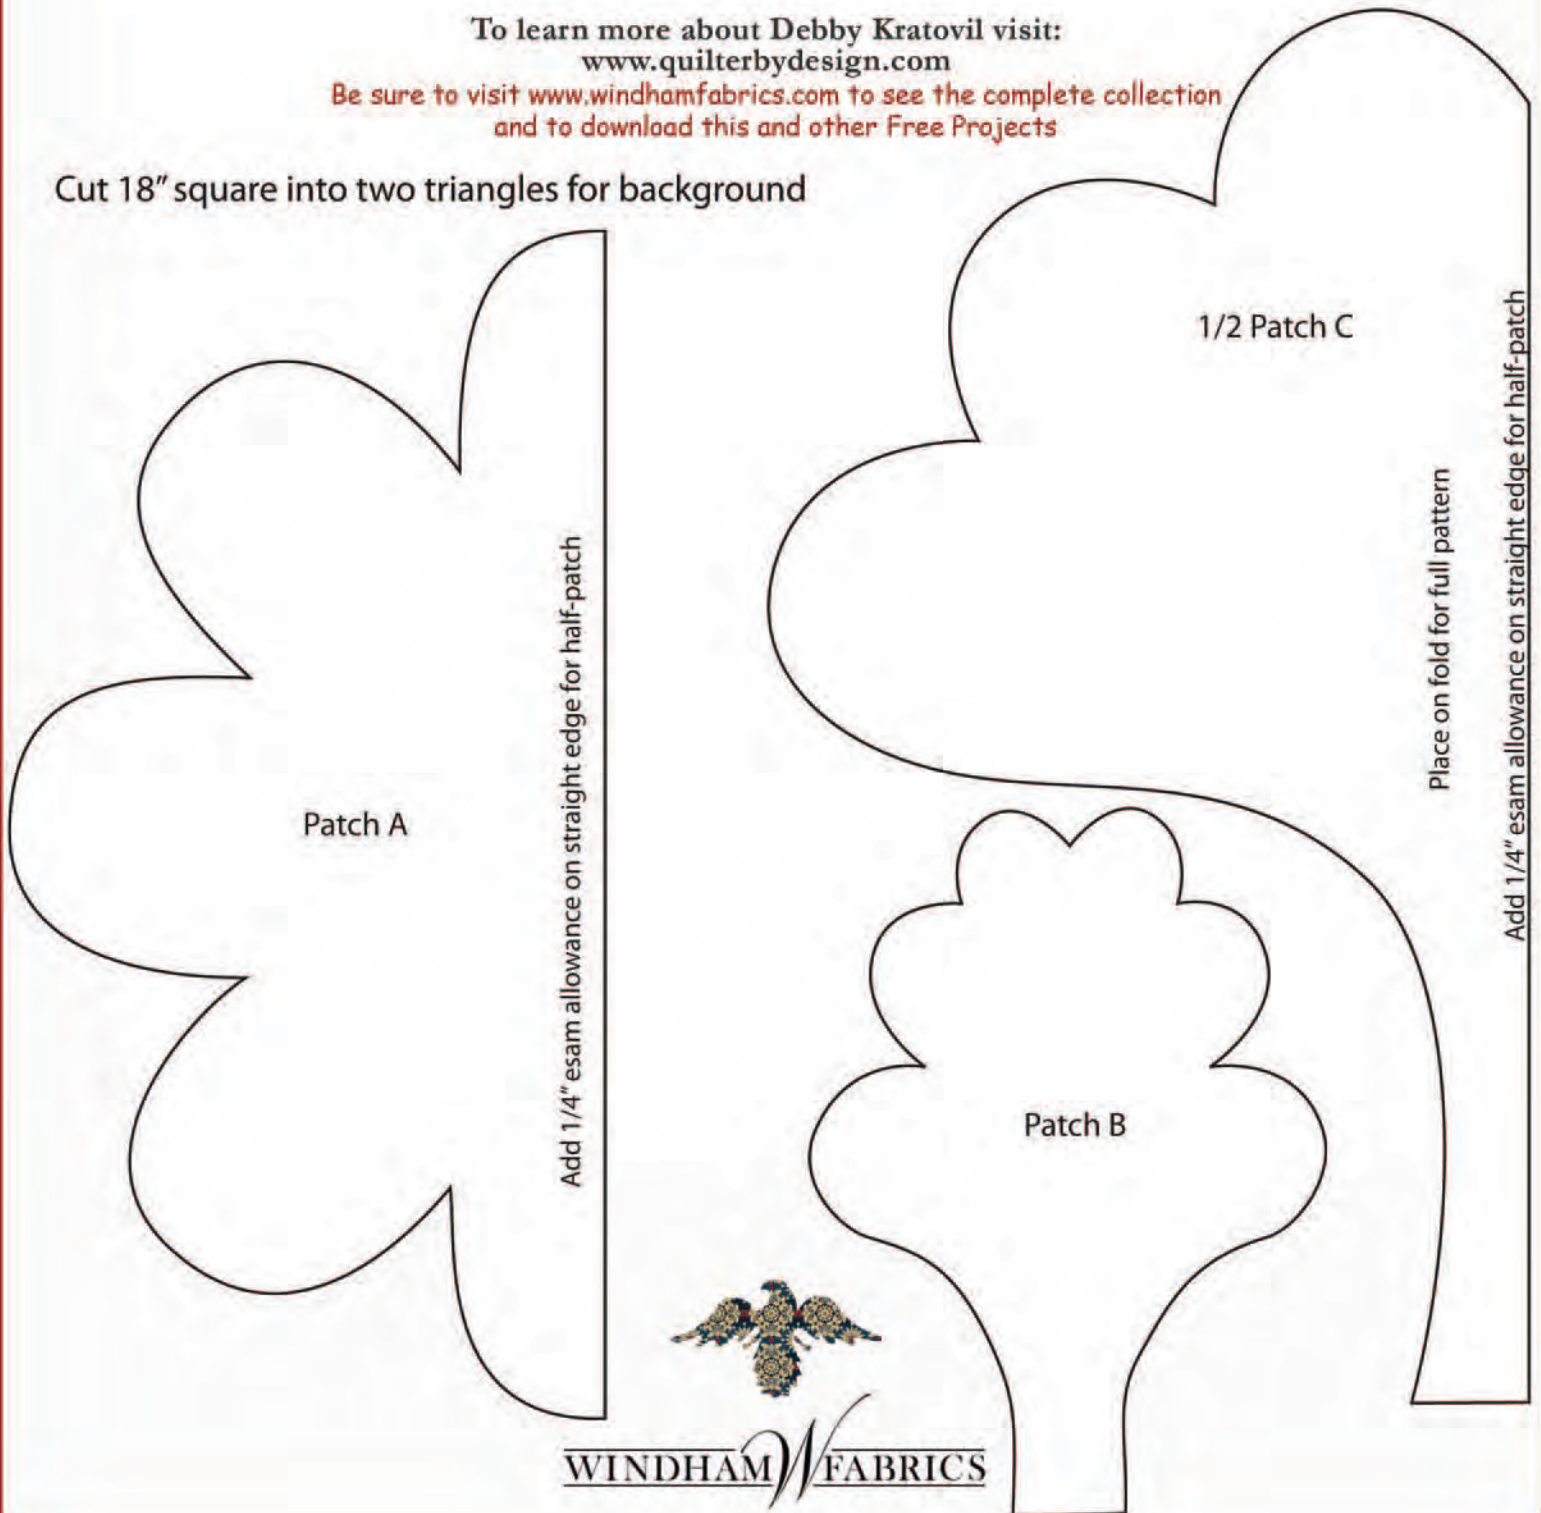 To learn more about Debby Kratovil visit:
www.quilterbydesign.com
Be sure to visit www.windhamfabrics.com to see the complete collection
and to download this and other Free Projects
Cut 18" square into two triangles for background
1/2 Patch C
Add 1/4" esam allowance on straight edge for half-patch
Place on fold for full pattern
Add 1/4" esam allowance on straight edge for half-patch
Patch A
Patch B
WINDHAM W FABRICS